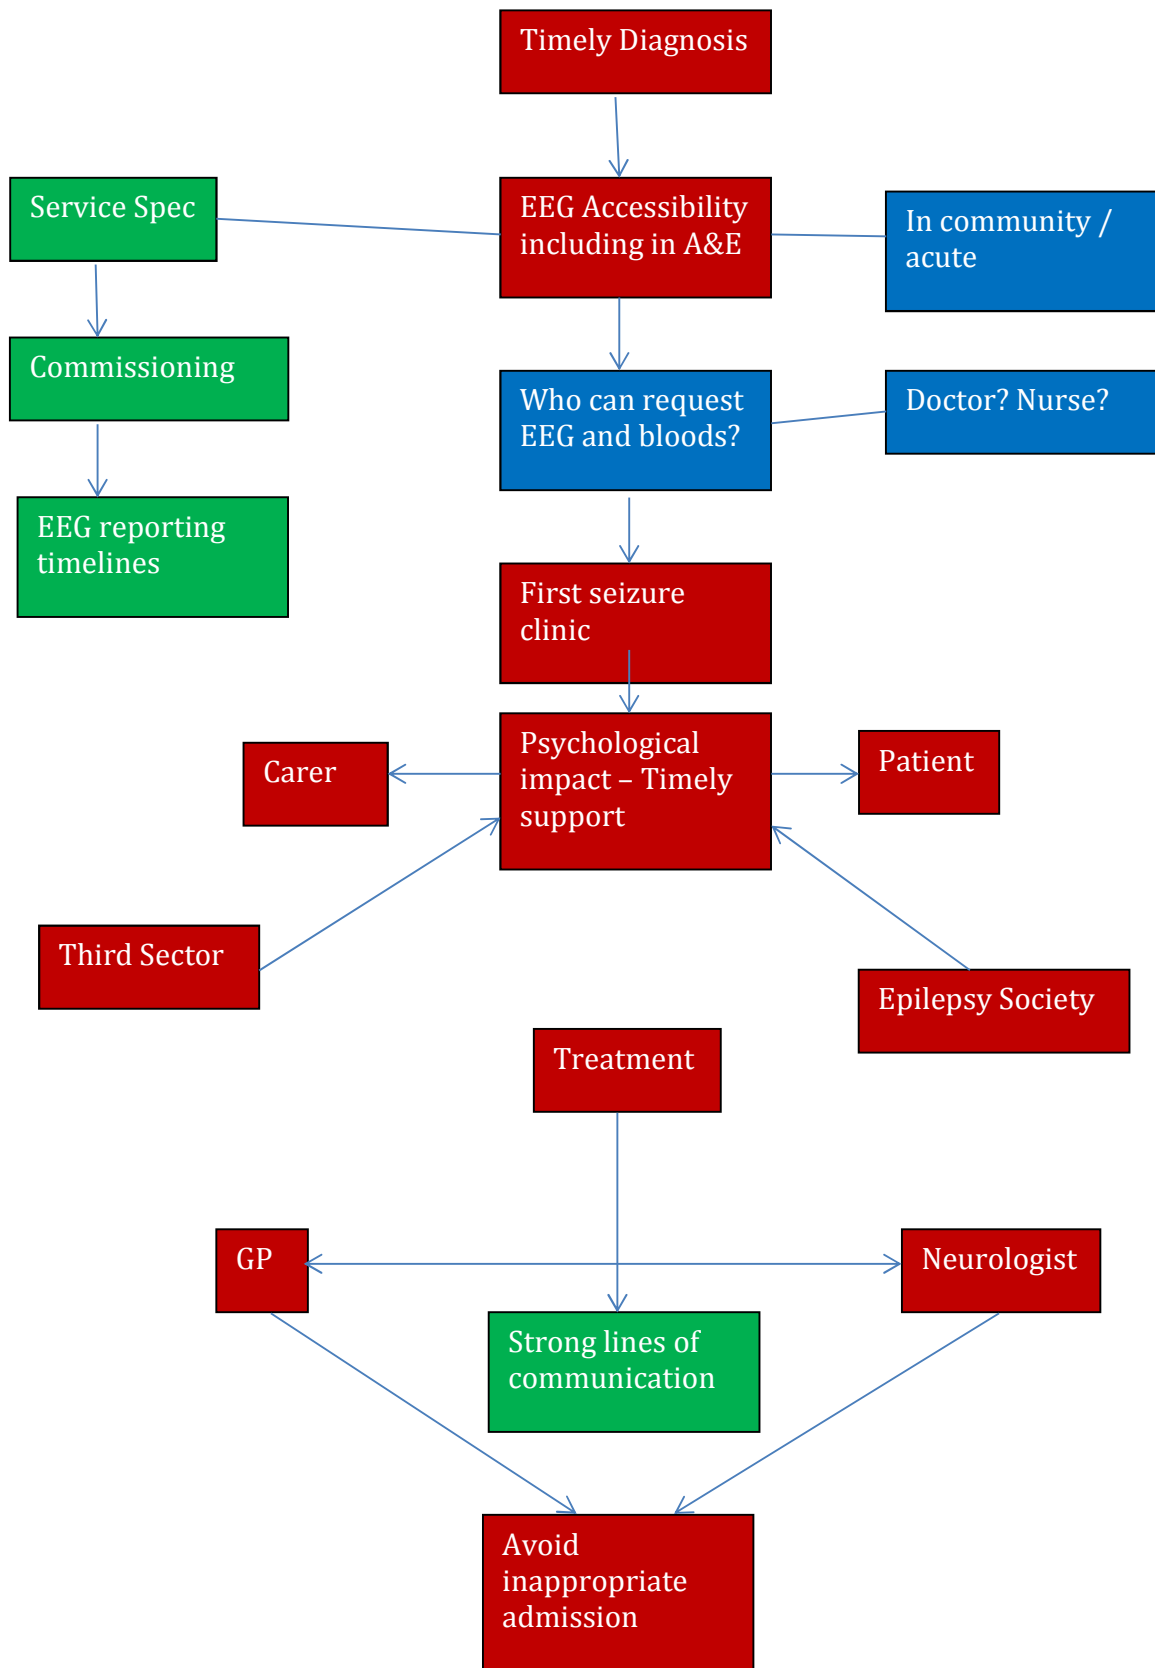 Timely Diagnosis
Service Spec
EEG Accessibility
including in A&E
In community /
acute
Commissioning
Who can request
EEG and bloods?
Doctor? Nurse?
EEG reporting
timelines
First seizure
clinic
Carer
Psychological
impact – Timely
support
Patient
Third Sector
Epilepsy Society
Treatment
GP
Neurologist
Strong lines of
communication
Avoid
inappropriate
admission